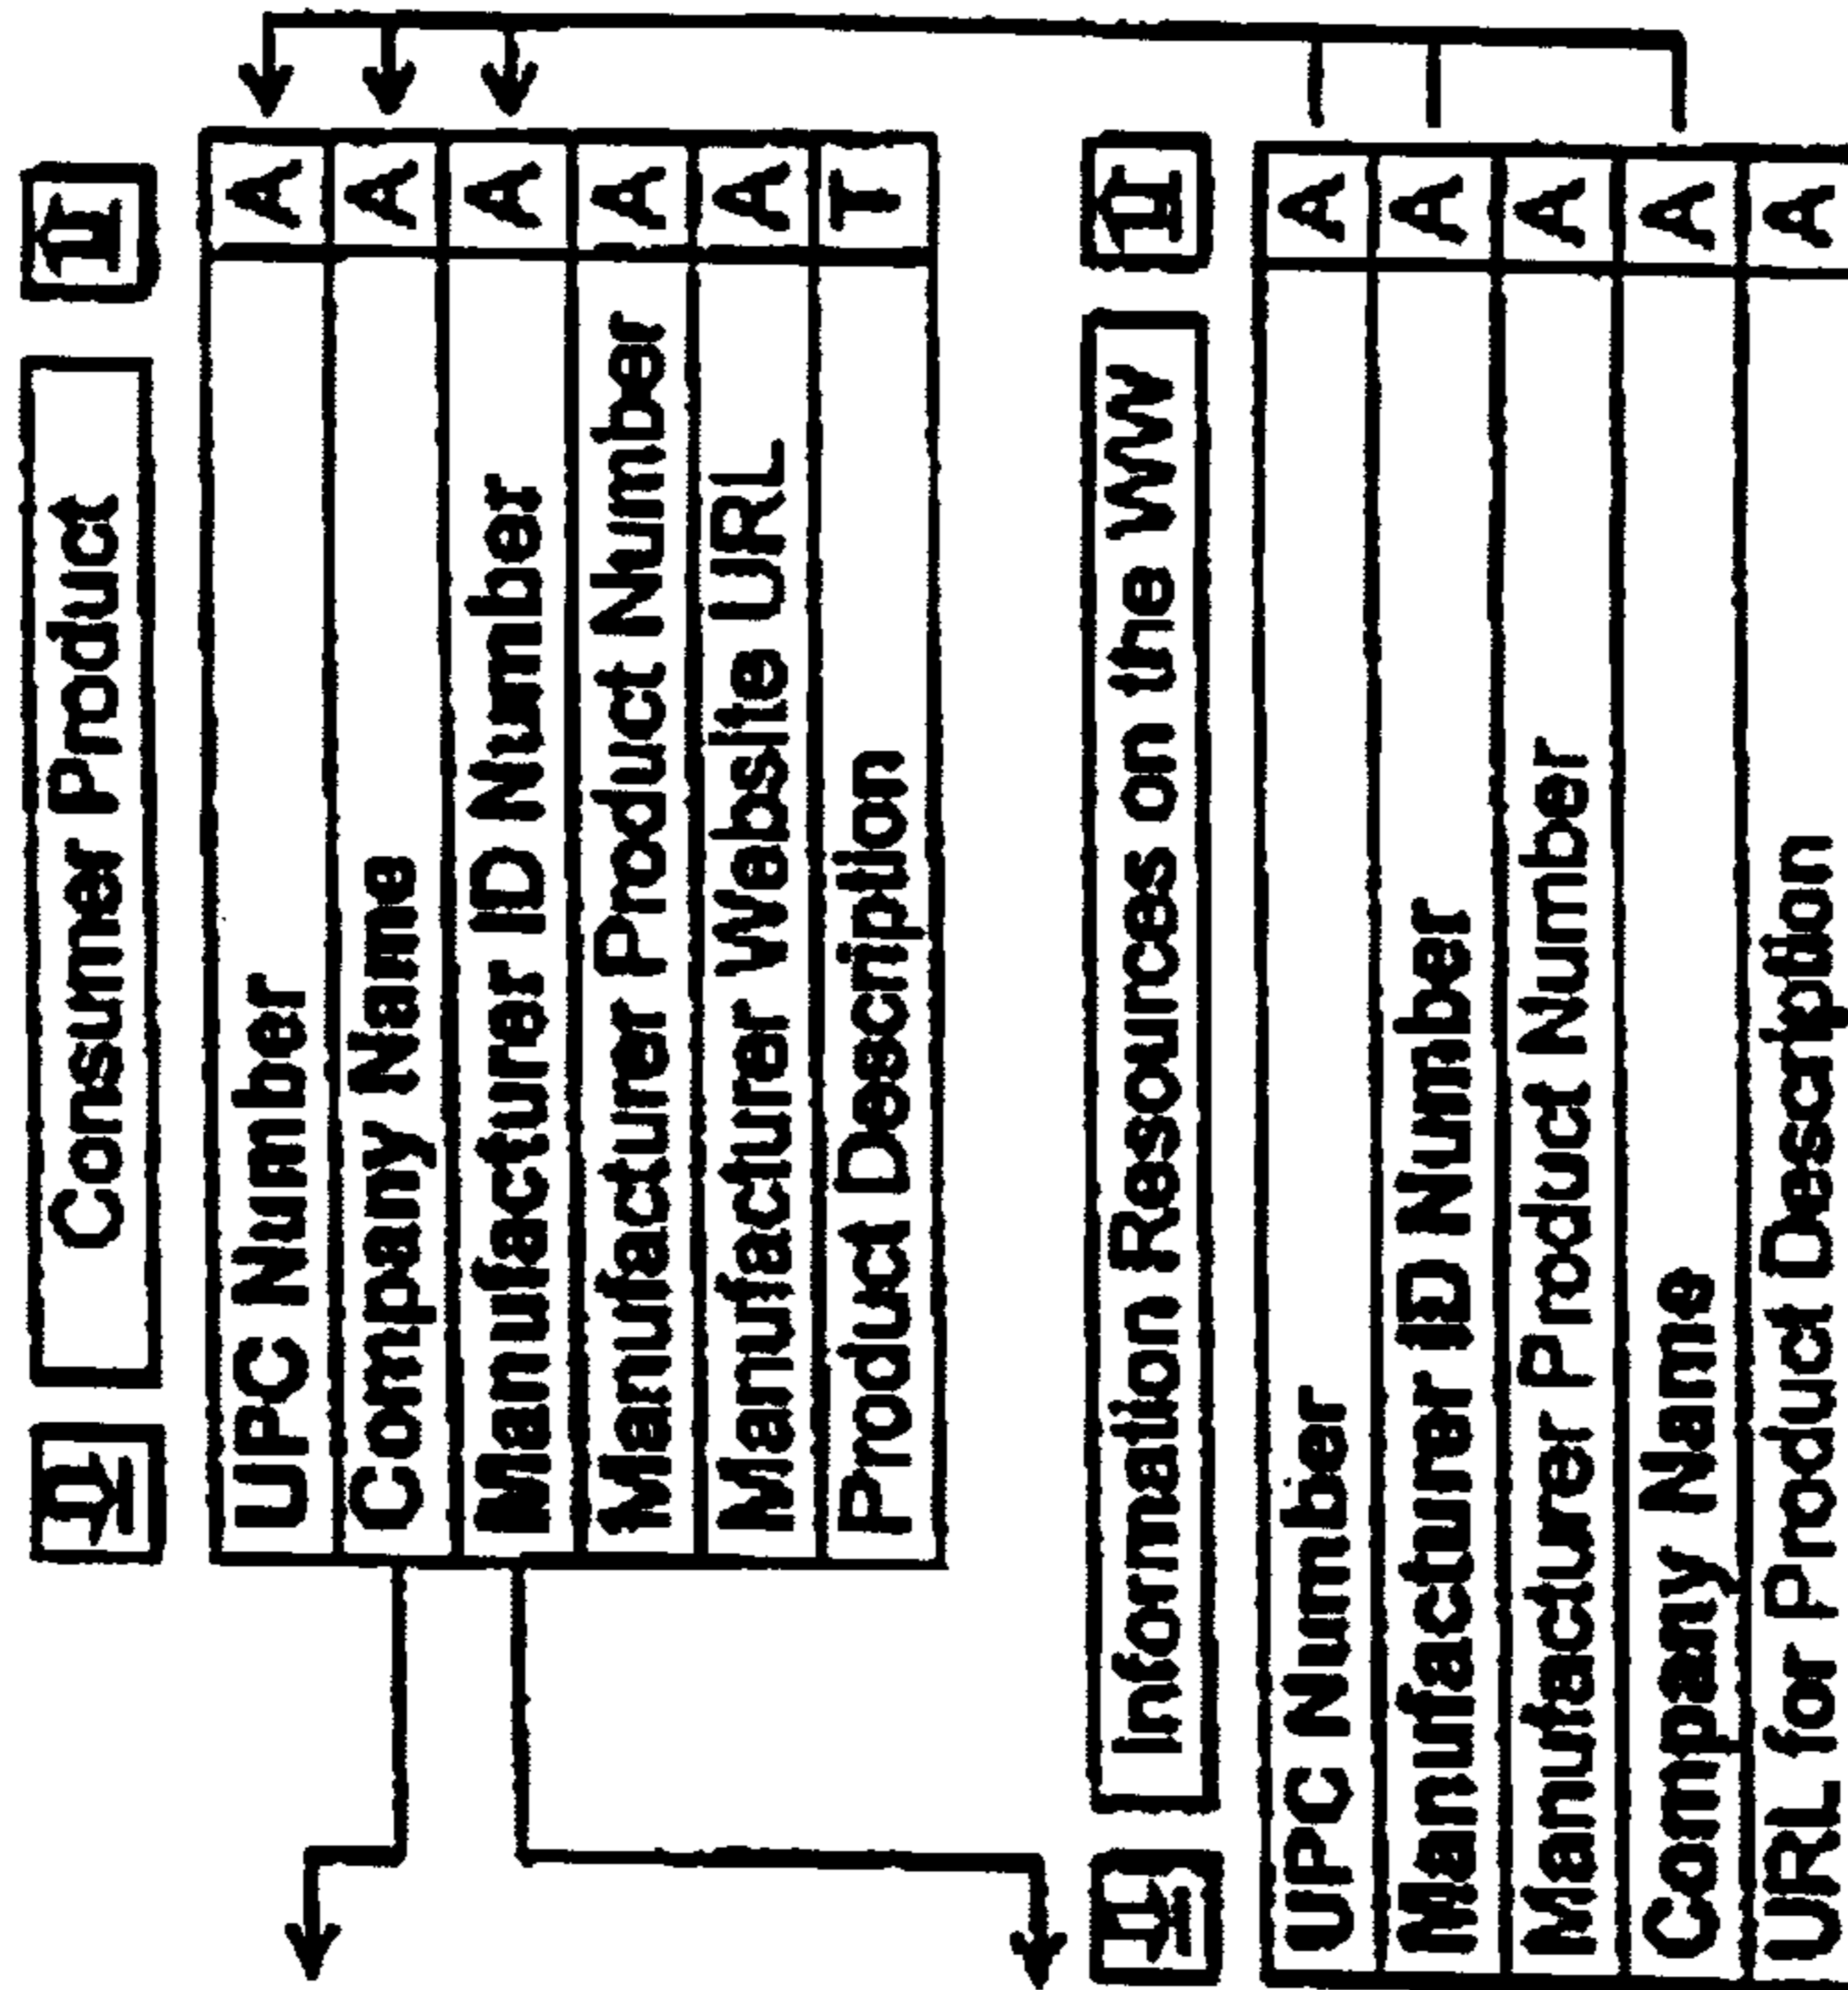 Consumer Product
UPC Number A
Company Name A
Manufacturer ID Number A
Manufacturer Product Number A
Manufacturer Website URL A
Product Description T
Information Resources on the WWW
UPC Number A
Manufacturer ID Number A
Manufacturer Product Number A
Company Name A
URL for Product Description A